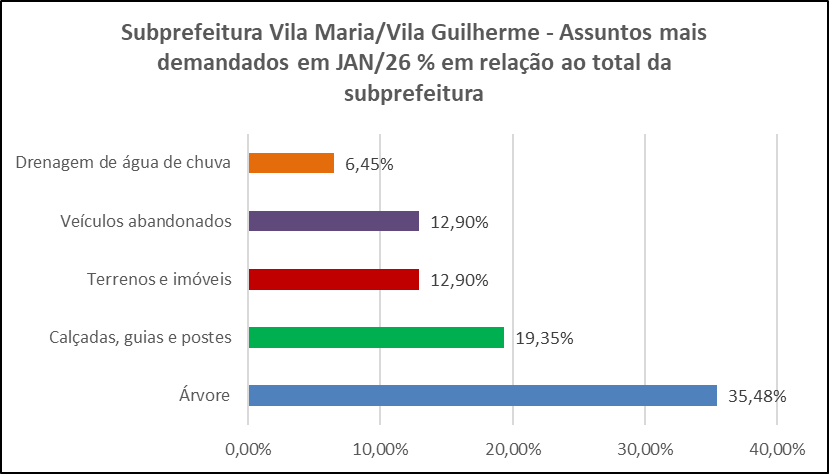 Subprefeitura Vila Maria/Vila Guilherme - Assuntos mais
demandados em JAN/26 % em relação ao total da
subprefeitura
Drenagem de água de chuva
6,45%
Veículos abandonados
12,90%
Terrenos e imóveis
12,90%
Calçadas, guias e postes
19,35%
Árvore
35,48%
0,00%
10,00%
20,00%
30,00%
40,00%